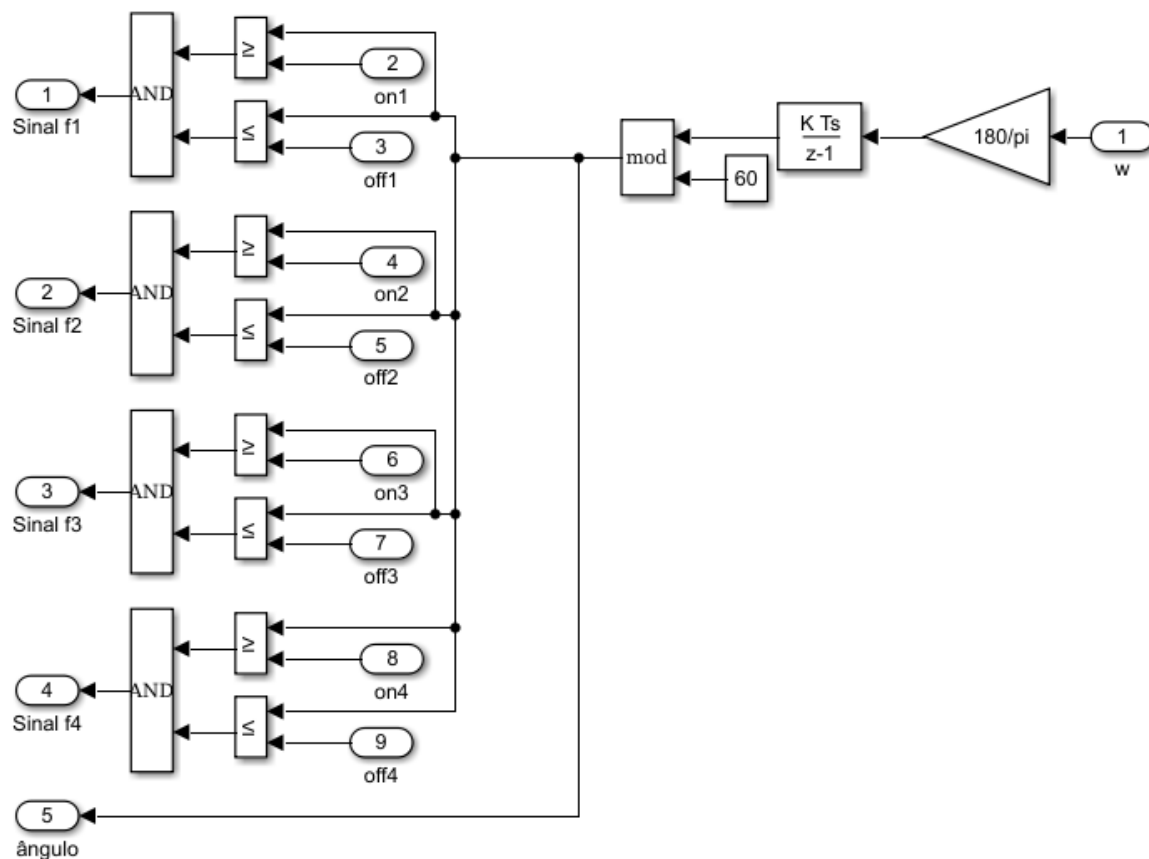 ≥
2
on1
AND
1
Sinal f1
≤
3
off1
mod
60
K Ts
z-1
180/pi
1
w
≥
4
on2
AND
2
Sinal f2
≤
5
off2
≥
6
on3
AND
3
Sinal f3
≤
7
off3
≥
8
on4
AND
4
Sinal f4
≤
9
off4
5
ângulo